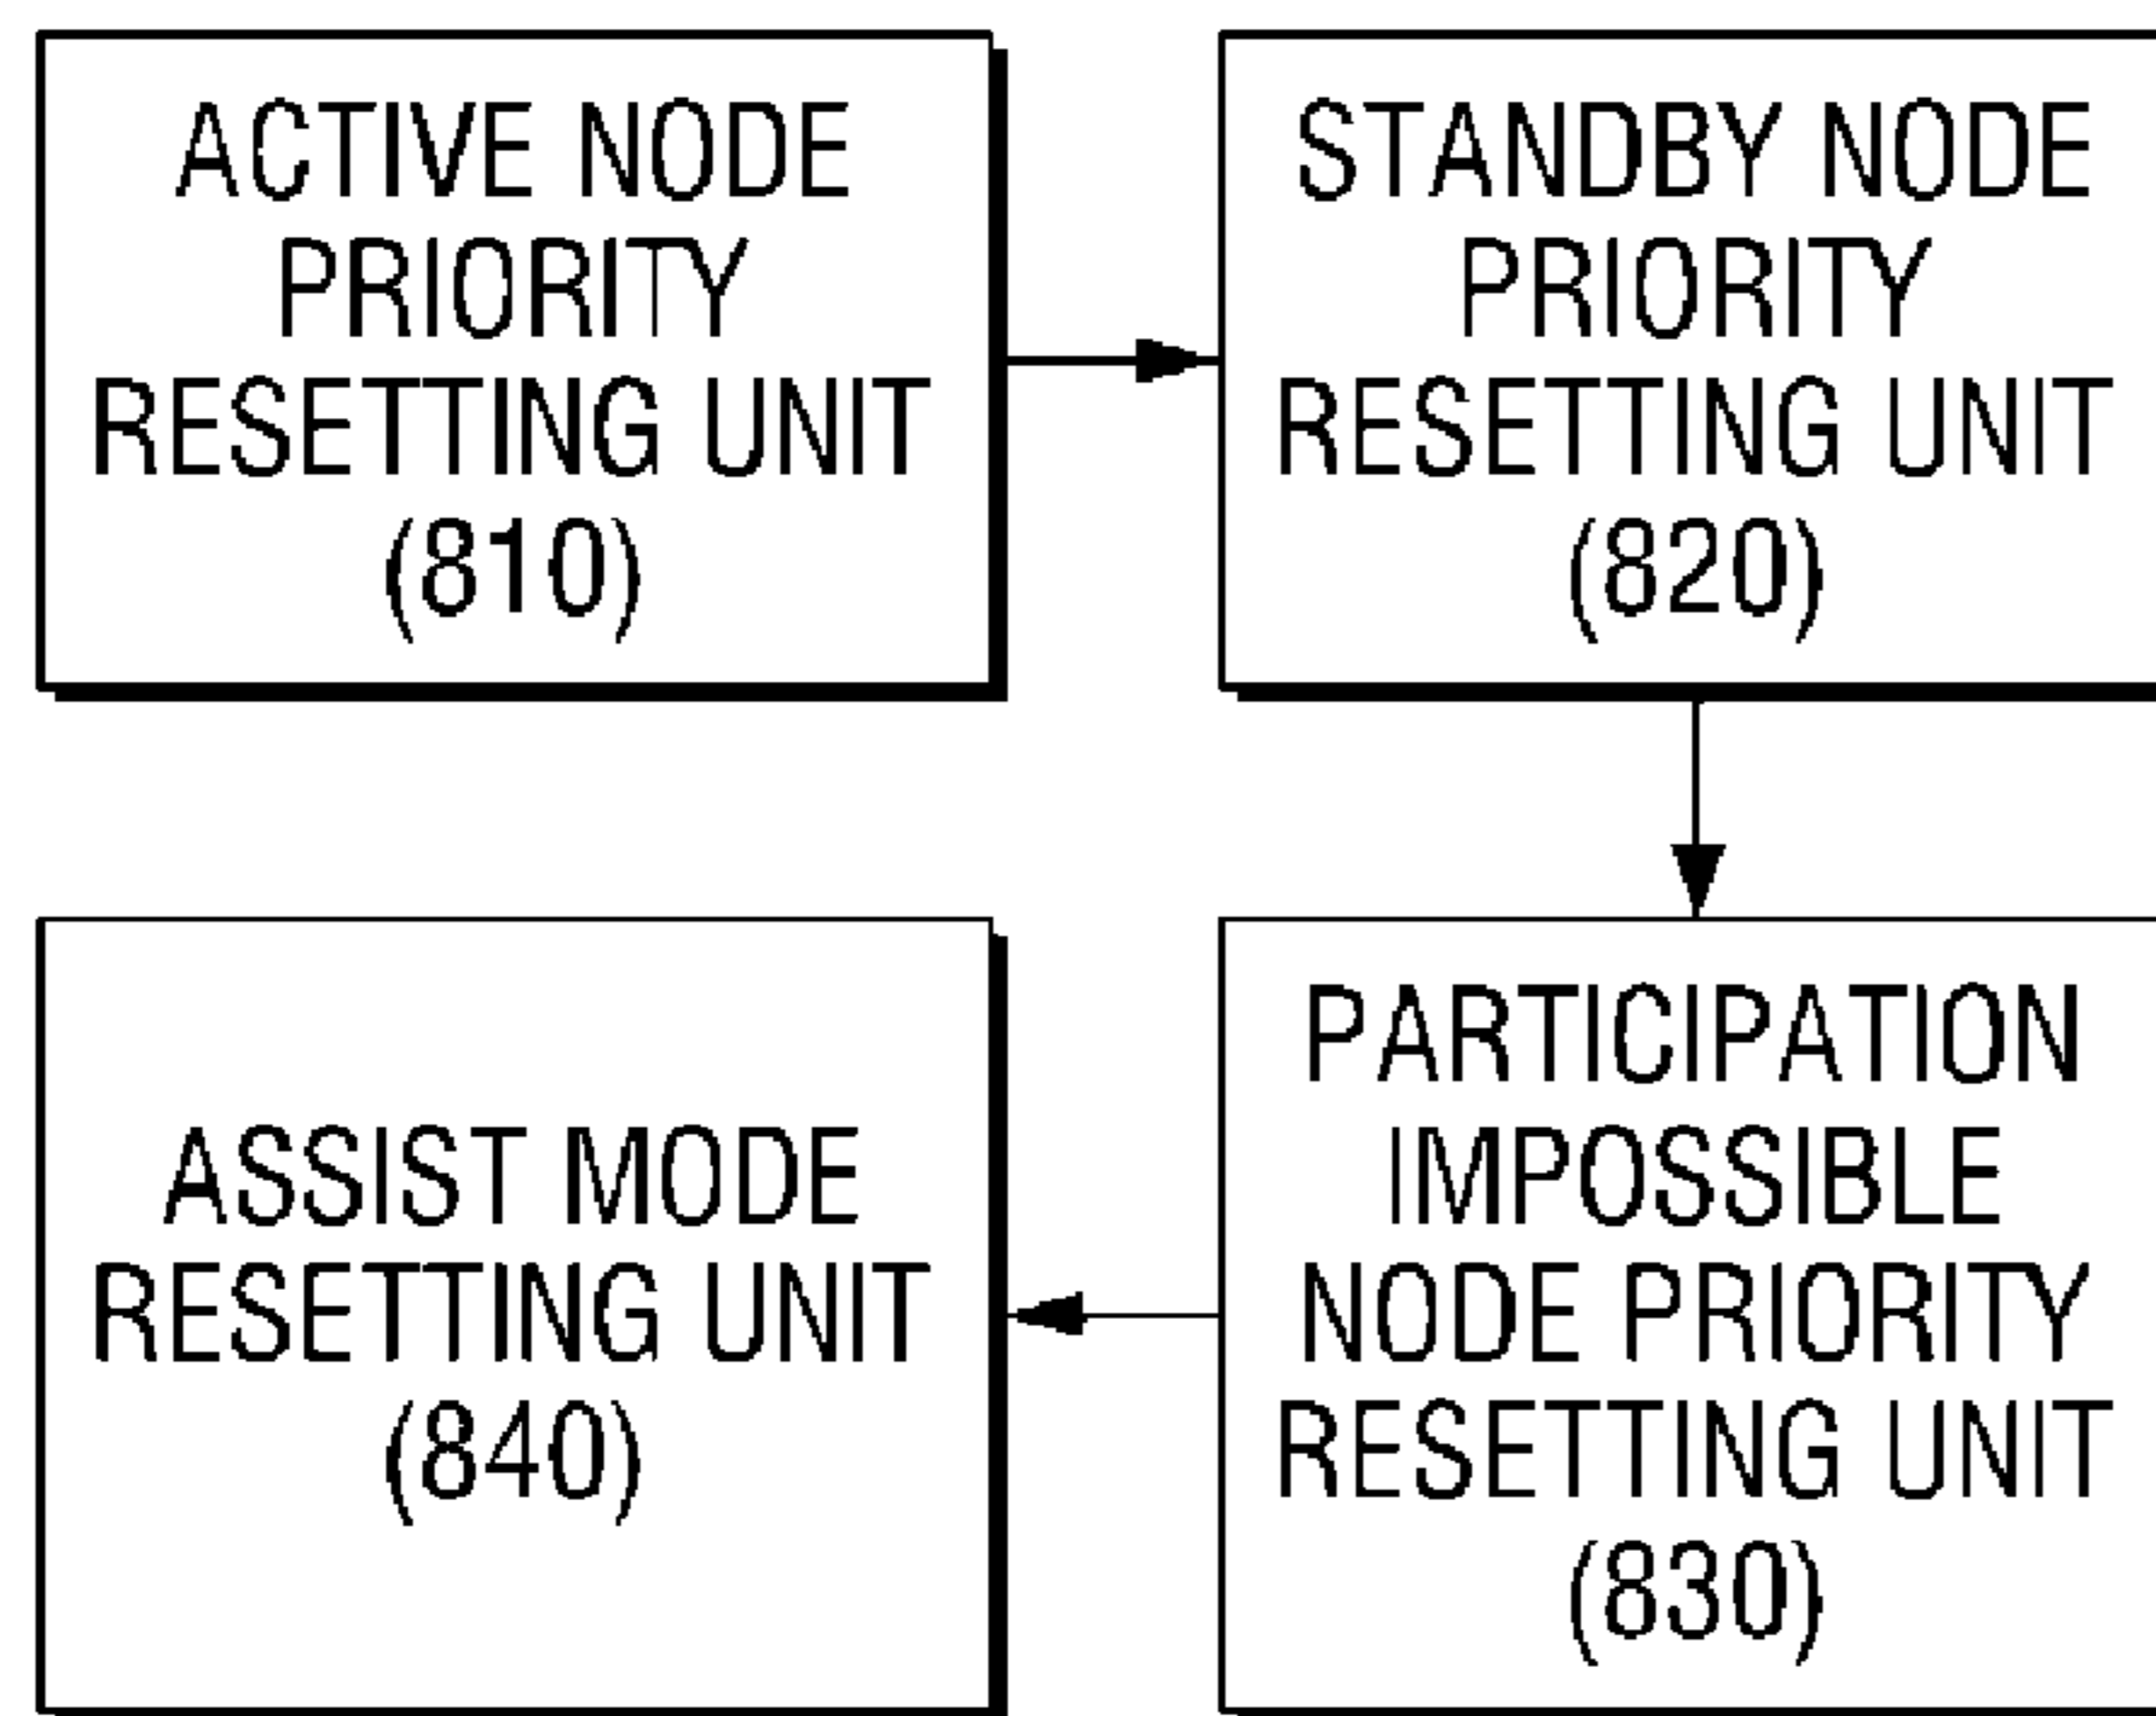 ACTIVE NODE
PRIORITY
RESETTING UNIT
(810)
STANDBY NODE
PRIORITY
RESETTING UNIT
(820)
PARTICIPATION
IMPOSSIBLE
NODE PRIORITY
RESETTING UNIT
(830)
ASSIST MODE
RESETTING UNIT
(840)